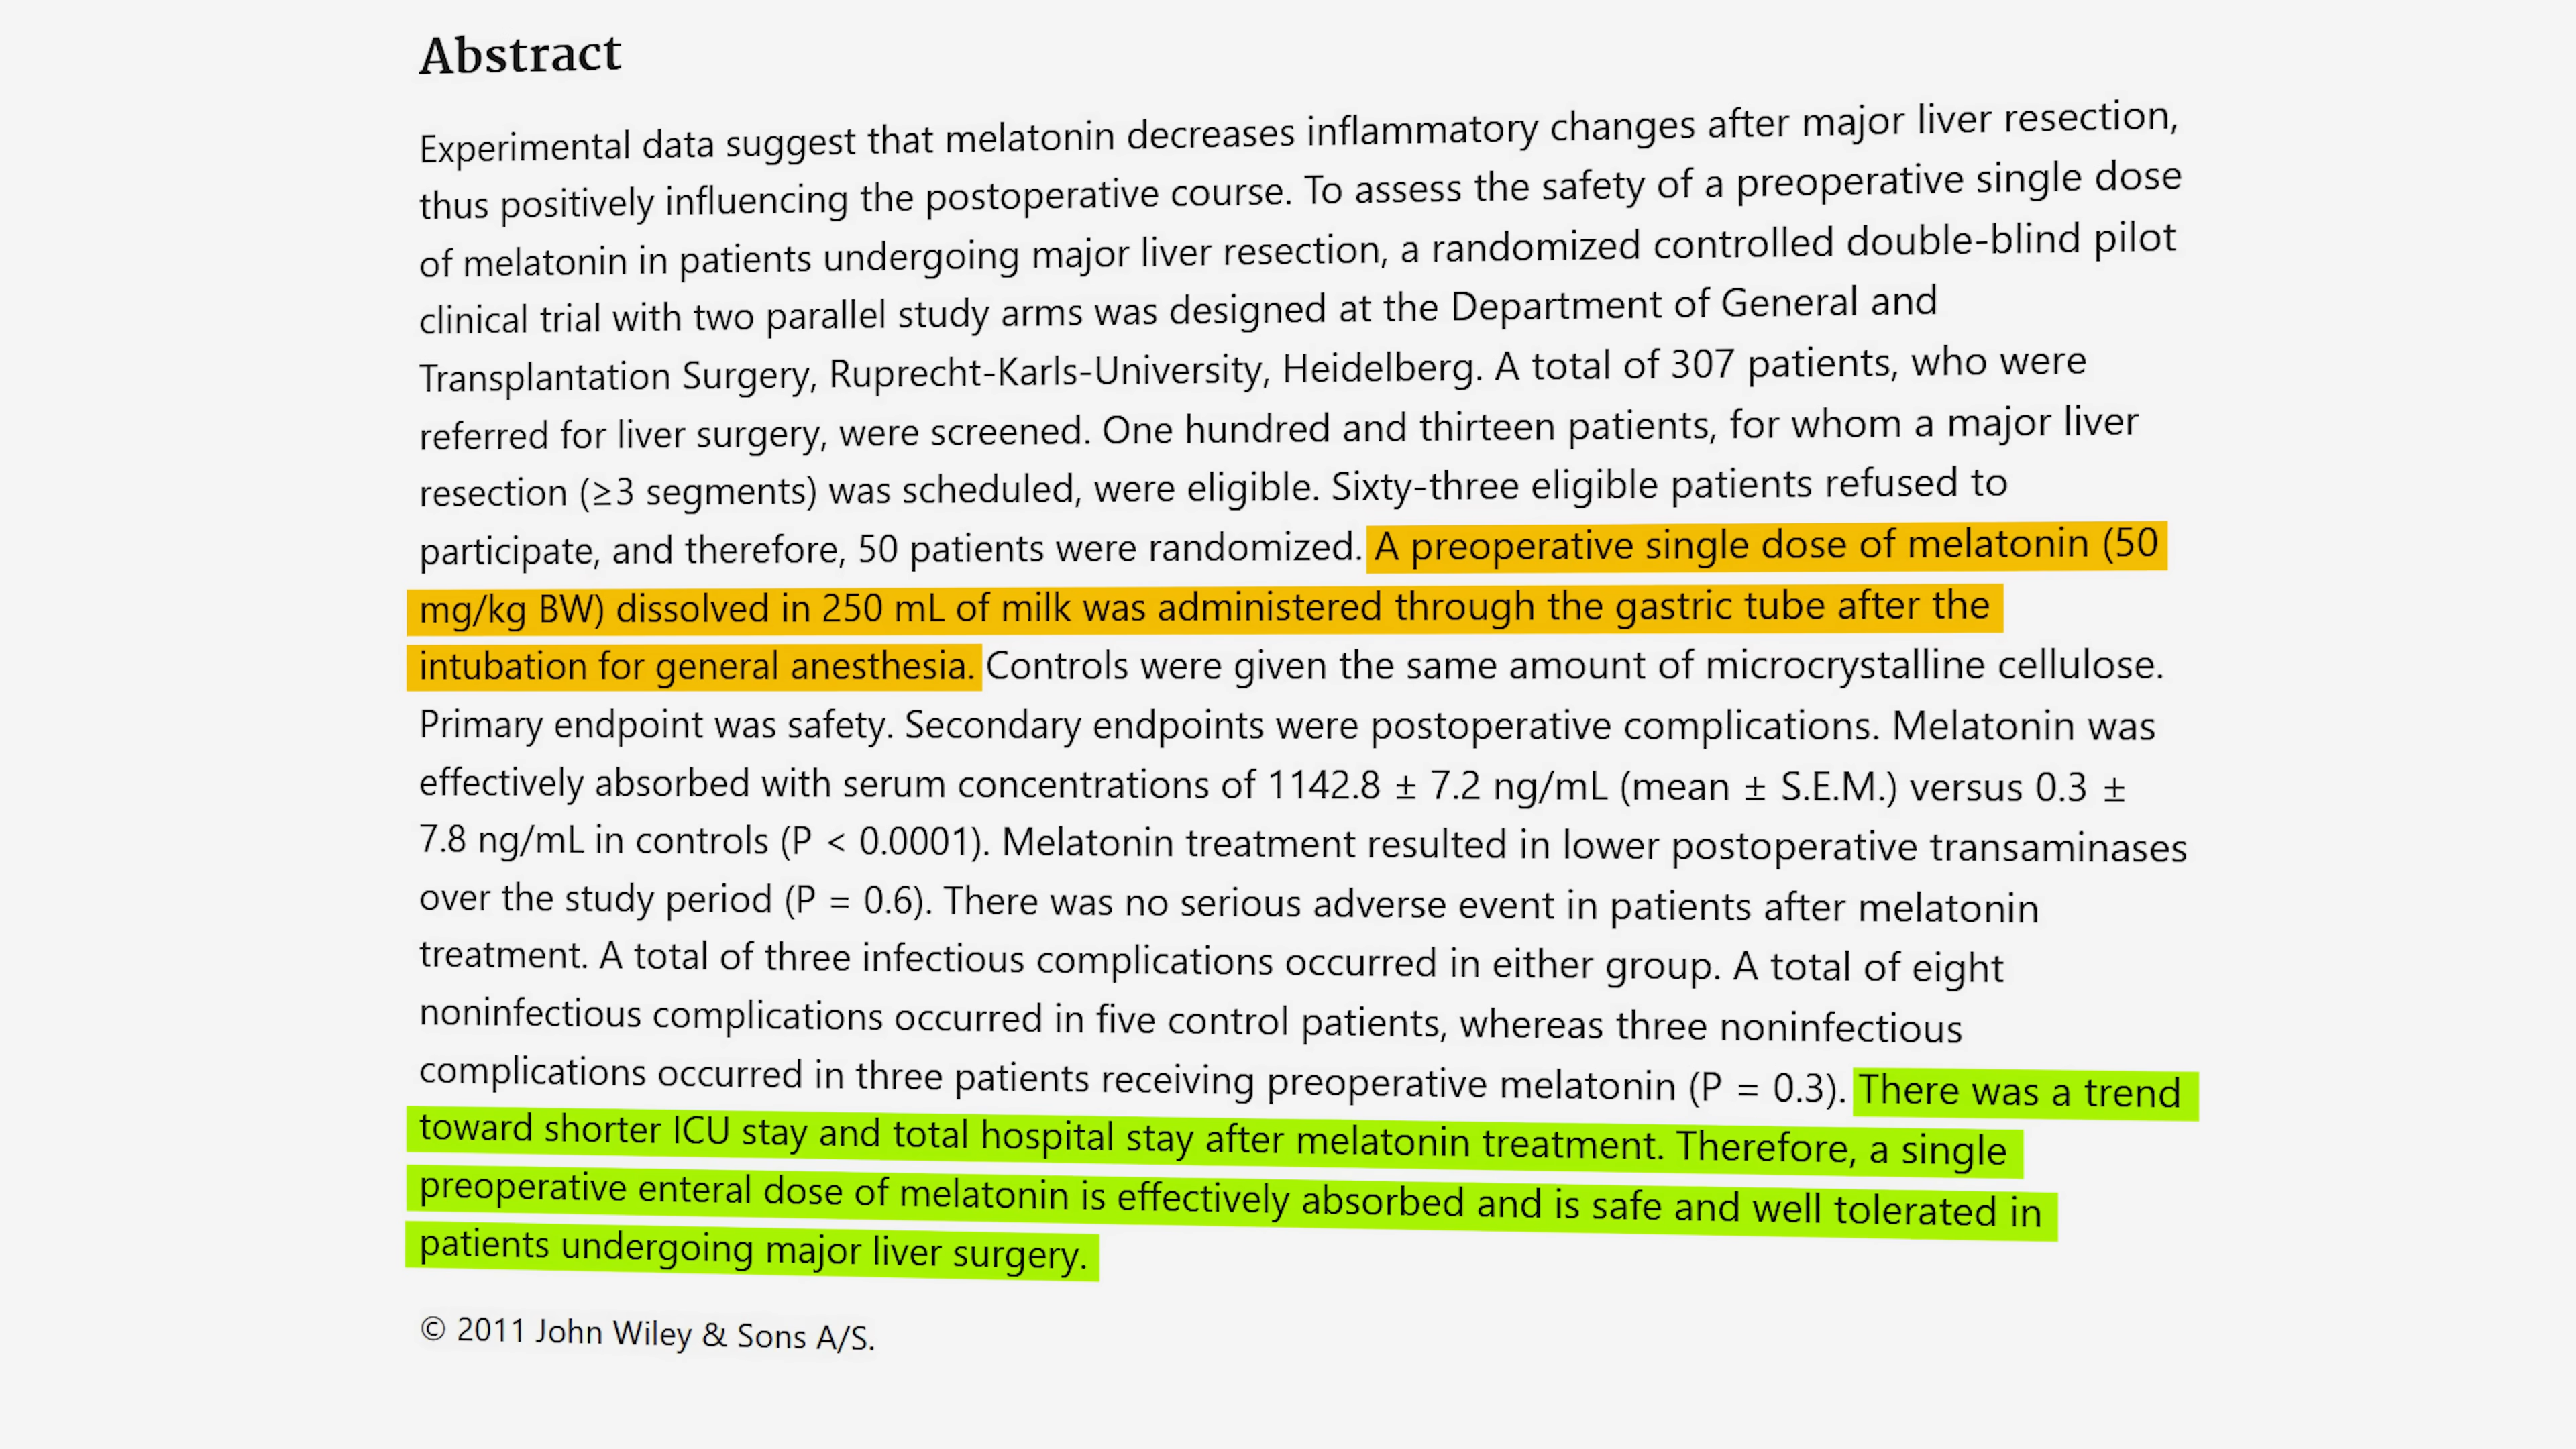 Abstract
Experimental data suggest that melatonin decreases inflammatory changes after major liver resection,
thus positively influencing the postoperative course. To assess the safety of a preoperative single dose
of melatonin in patients undergoing major liver resection, a randomized controlled double-blind pilot
clinical trial with two parallel study arms was designed at the Department of General and
Transplantation Surgery, Ruprecht-Karls-University, Heidelberg. A total of 307 patients, who were
referred for liver surgery, were screened. One hundred and thirteen patients, for whom a major liver
resection (≥3 segments) was scheduled, were eligible. Sixty-three eligible patients refused to
participate, and therefore, 50 patients were randomized. A preoperative single dose of melatonin (50
mg/kg BW) dissolved in 250 mL of milk was administered through the gastric tube after the
intubation for general anesthesia. Controls were given the same amount of microcrystalline cellulose.
Primary endpoint was safety. Secondary endpoints were postoperative complications. Melatonin was
effectively absorbed with serum concentrations of 1142.8 ± 7.2 ng/mL (mean ± S.E.M.) versus 0.3 ±
7.8 ng/mL in controls (P < 0.0001). Melatonin treatment resulted in lower postoperative transaminases
over the study period (P = 0.6). There was no serious adverse event in patients after melatonin
treatment. A total of three infectious complications occurred in either group. A total of eight
noninfectious complications occurred in five control patients, whereas three noninfectious
complications occurred in three patients receiving preoperative melatonin (P = 0.3). There was a trend
toward shorter ICU stay and total hospital stay after melatonin treatment. Therefore, a single
preoperative enteral dose of melatonin is effectively absorbed and is safe and well tolerated in
patients undergoing major liver surgery.
© 2011 John Wiley & Sons A/S.